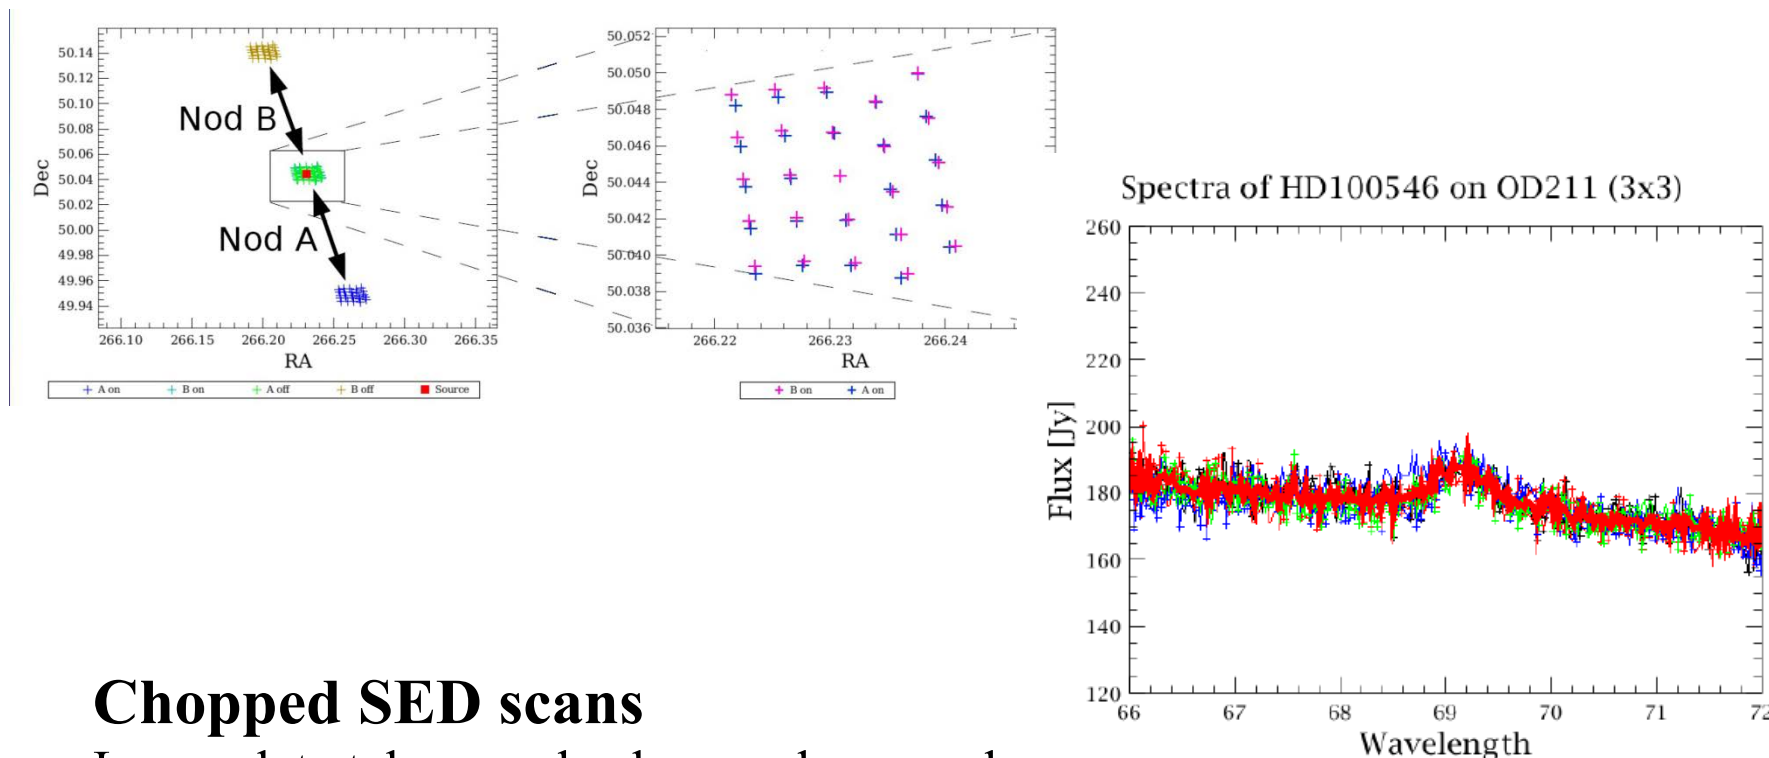 50.14
50.12
50.10
50.08
50.06
50.04
50.02
50.00
49.98
49.96
49.94
Dec
Nod B
Nod A
266.10 266.15 266.20 266.25 266.30 266.35
RA
A on B on A off B off Source
50.052
50.050
50.048
50.046
50.044
50.042
50.040
50.038
50.036
Dec
266.22 266.23 266.24
RA
B on A on
Spectra of HD100546 on OD211 (3x3)
260
240
220
200
180
160
140
120
Flux [Jy]
66 67 68 69 70 71 72
Wavelength
Chopped SED scans